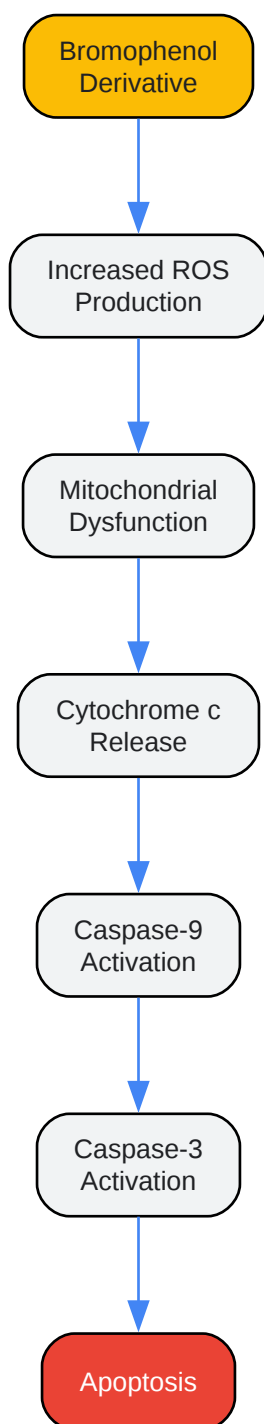 Bromophenol
Derivative
Increased ROS
Production
Mitochondrial
Dysfunction
Cytochrome c
Release
Caspase-9
Activation
Caspase-3
Activation
Apoptosis